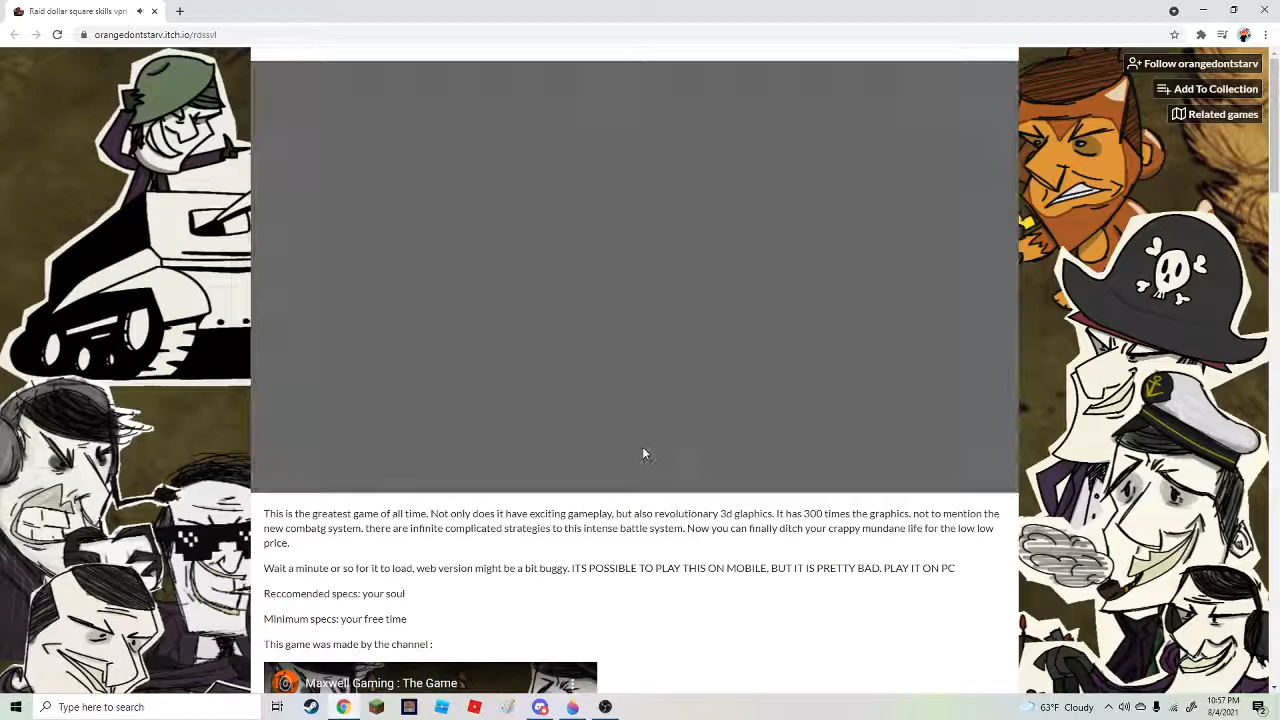 Raid dollar square skills vpn
orangedontstarv.itch.io/rdssvl
Follow orangedontstarv
Add To Collection
Related games
This is the greatest game of all time. Not only does it have exciting gameplay, but also revolutionary 3d glaphics. It has 300 times the graphics. not to mention the
new combatg system. there are infinite complicated strategies to this intense battle system. Now you can finally ditch your crappy mundane life for the low low
price.
Wait a minute or so for it to load, web version might be a bit buggy. ITS POSSIBLE TO PLAY THIS ON MOBILE, BUT IT IS PRETTY BAD. PLAY IT ON PC
Reccomended specs: your soul
Minimum specs: your free time
This game was made by the channel :
Maxwell Gaming : The Game
Type here to search
63°F Cloudy
10:57 PM
8/4/2021
2